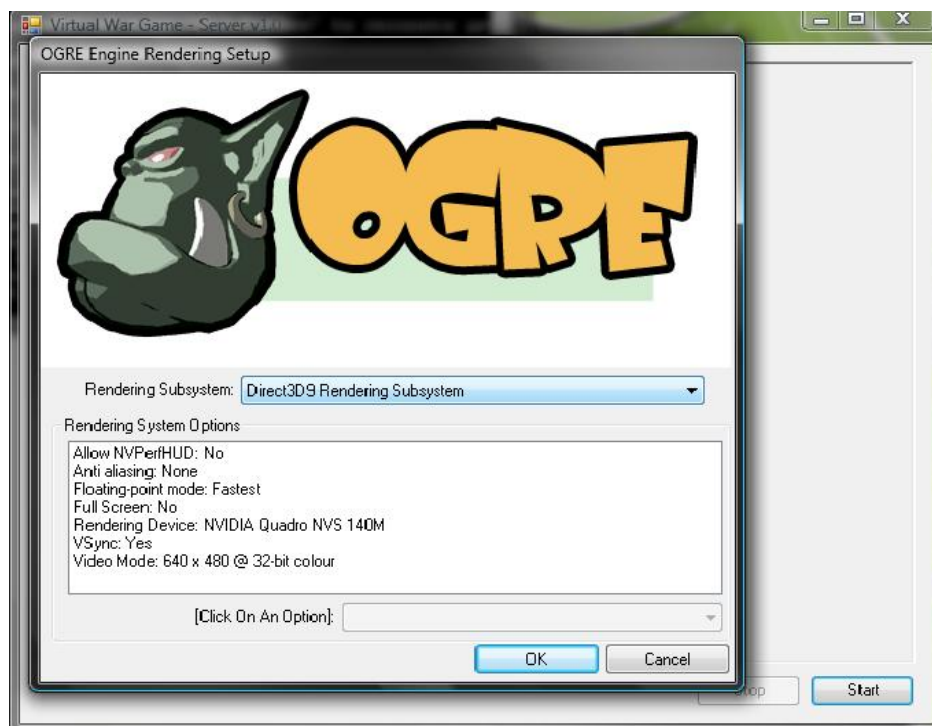 Virtual War Game - Server v1.0
OGRE Engine Rendering Setup
OGRE
Rendering Subsystem: Direct3D9 Rendering Subsystem
Rendering System Options
Allow NVPerfHUD: No
Anti aliasing: None
Floating-point mode: Fastest
Full Screen: No
Rendering Device: NVIDIA Quadro NVS 140M
VSync: Yes
Video Mode: 640 x 480 @ 32-bit colour
[Click On An Option]:
OK Cancel
Start